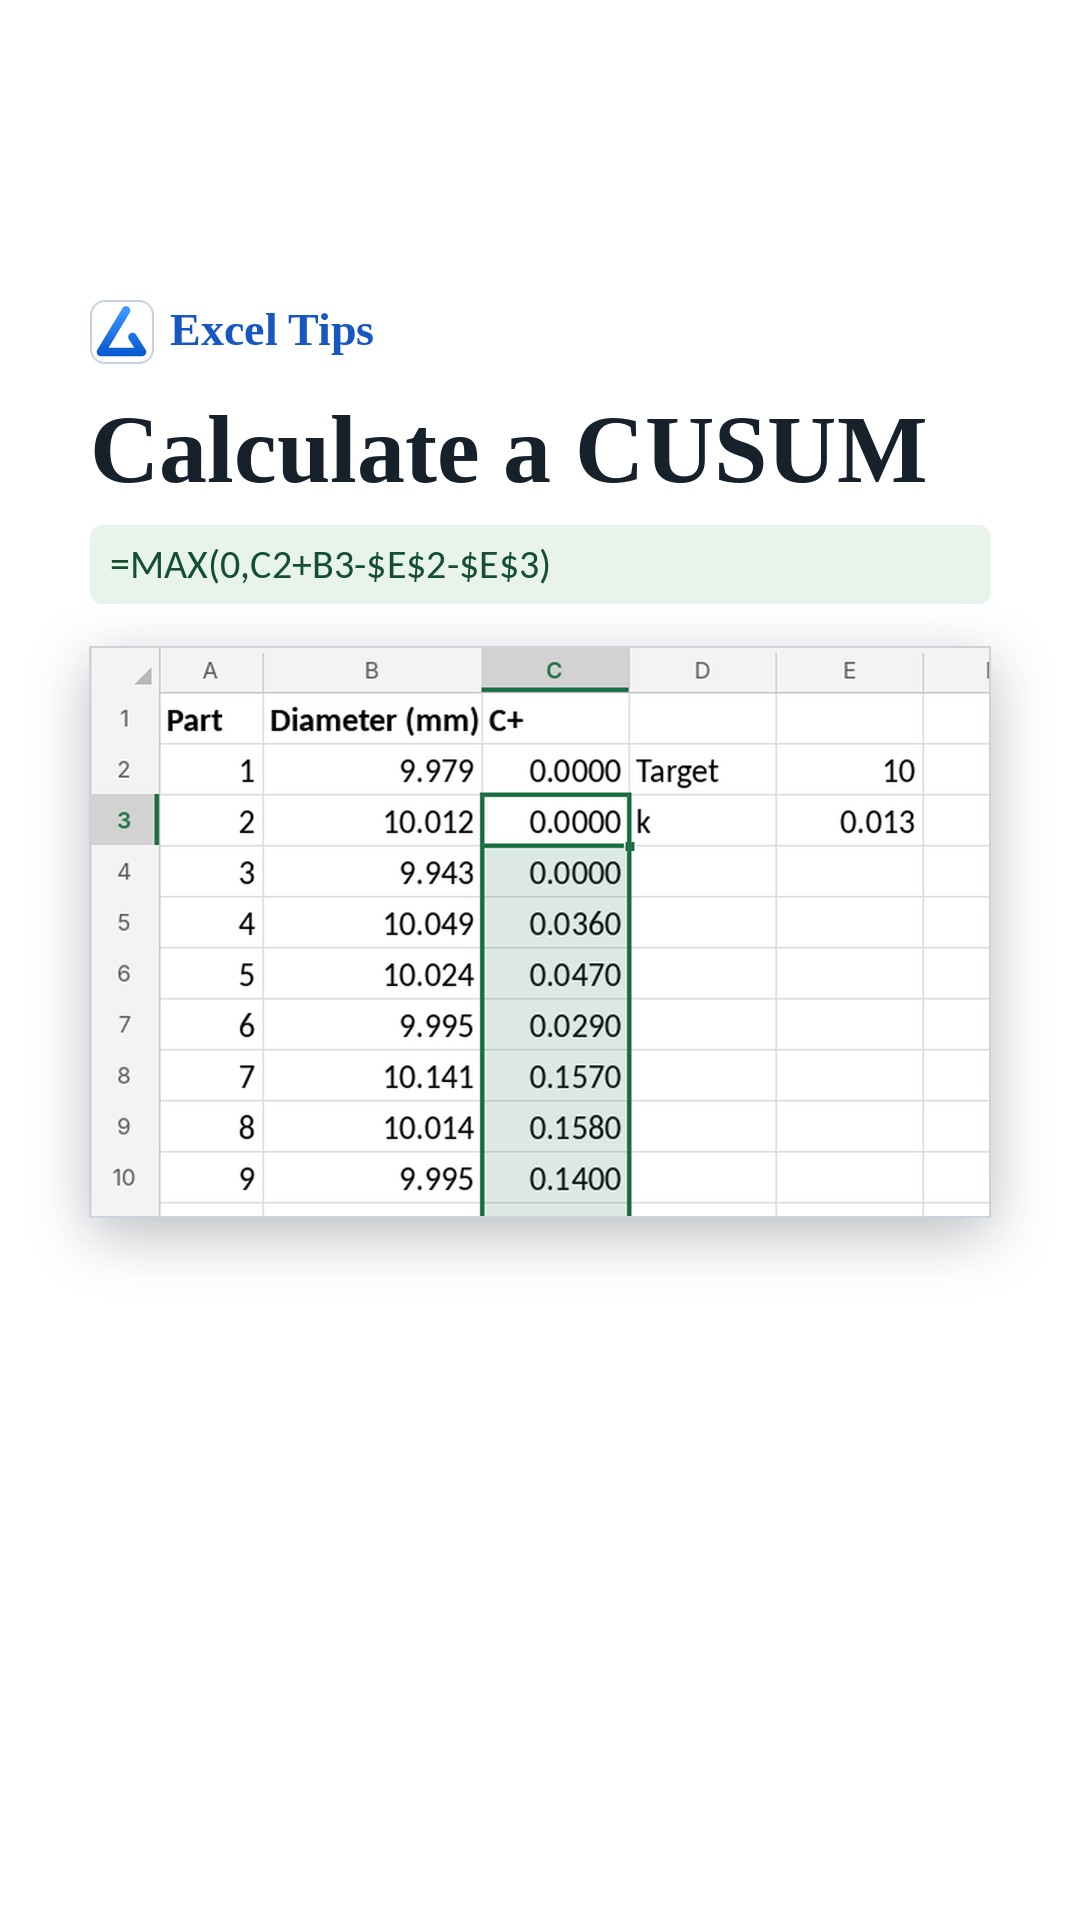 Excel Tips
Calculate a CUSUM
=MAX(0,C2+B3-$E$2-$E$3)
A B C D E
1 Part Diameter (mm) C+
2 1 9.979 0.0000 Target 10
3 2 10.012 0.0000 k 0.013
4 3 9.943 0.0000
5 4 10.049 0.0360
6 5 10.024 0.0470
7 6 9.995 0.0290
8 7 10.141 0.1570
9 8 10.014 0.1580
10 9 9.995 0.1400